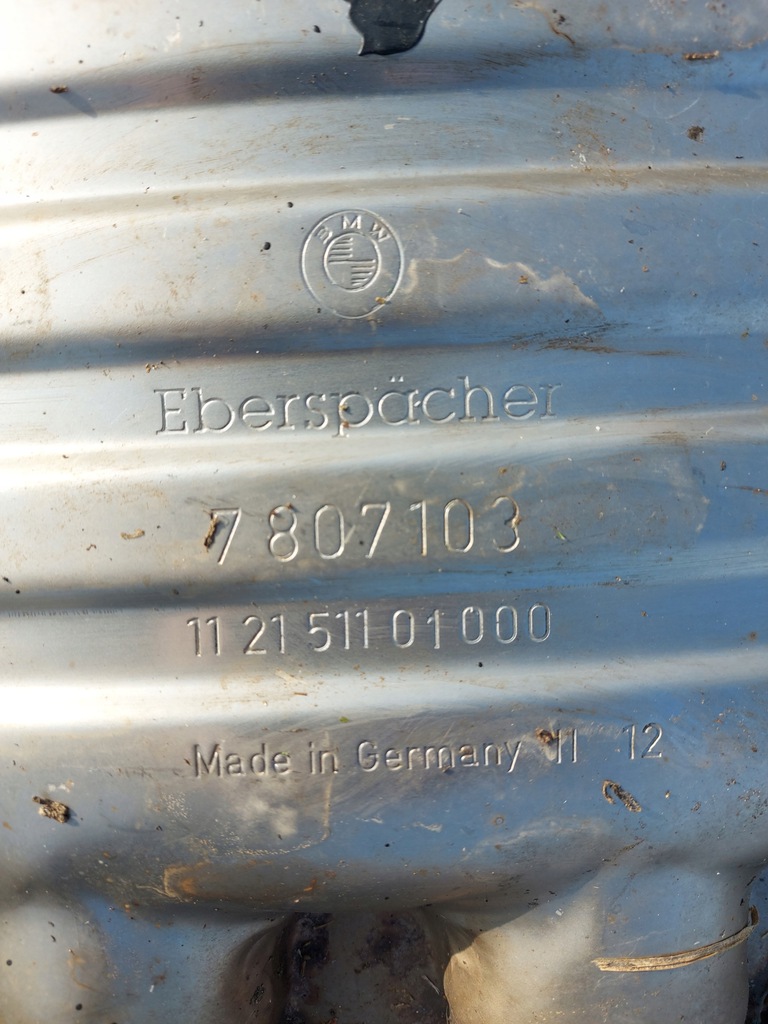 BMW
Eberspächer
7 807103
11 21 511 01 000
Made in Germany 11 12